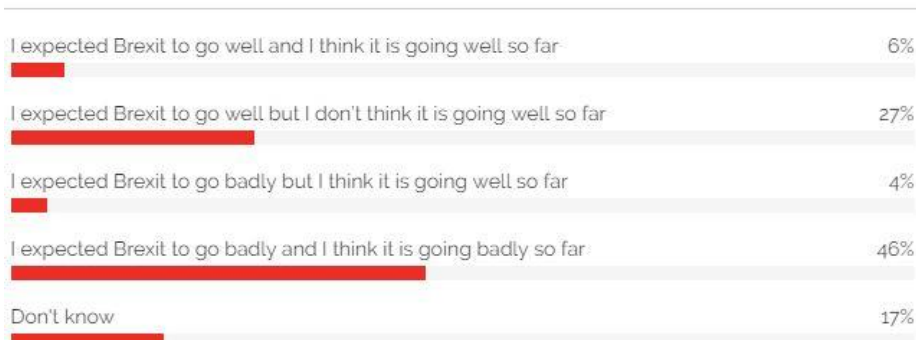 I expected Brexit to go well and I think it is going well so far 6%
I expected Brexit to go well but I don't think it is going well so far 27%
I expected Brexit to go badly but I think it is going well so far 4%
I expected Brexit to go badly and I think it is going badly so far 46%
Don't know 17%